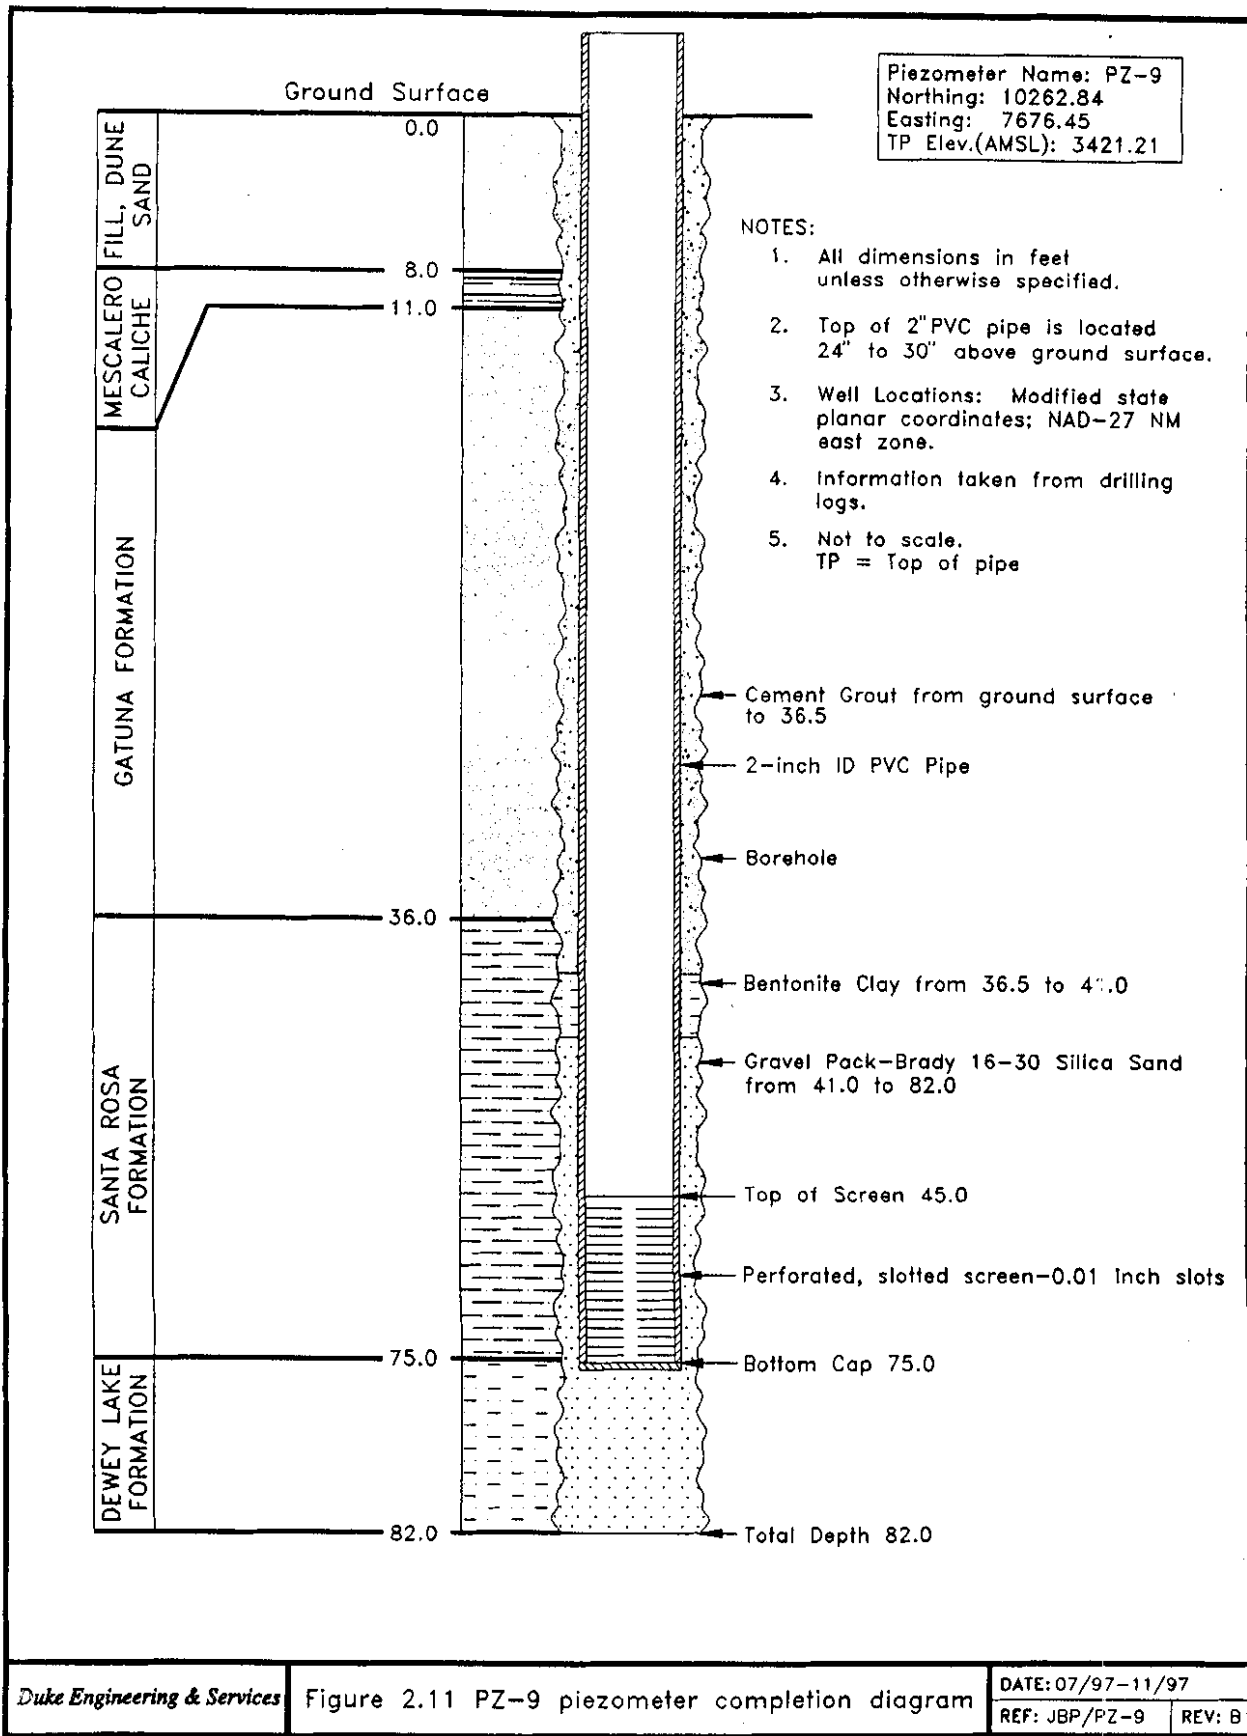 Piezometer Name: PZ-9
Northing: 10262.84
Easting: 7676.45
TP Elev.(AMSL): 3421.21
Ground Surface
0.0
8.0
11.0
36.0
75.0
82.0
FILL, DUNE
SAND
MESCALERO
CALICHE
GATUNA FORMATION
SANTA ROSA
FORMATION
DEWEY LAKE
FORMATION
NOTES:
1. All dimensions in feet
unless otherwise specified.
2. Top of 2" PVC pipe is located
24" to 30" above ground surface.
3. Well Locations: Modified state
planar coordinates; NAD-27 NM
east zone.
4. Information taken from drilling
logs.
5. Not to scale.
TP = Top of pipe
Cement Grout from ground surface
to 36.5
2-inch ID PVC Pipe
Borehole
Bentonite Clay from 36.5 to
Gravel Pack-Brady 16-30 Silica Sand
from 41.0 to 82.0
Top of Screen 45.0
Perforated, slotted screen-0.01 inch slots
Bottom Cap 75.0
Total Depth 82.0
Duke Engineering & Services
Figure 2.11 PZ-9 piezometer completion diagram
DATE: 07/97-11/97
REF: JBP/PZ-9
REV: B